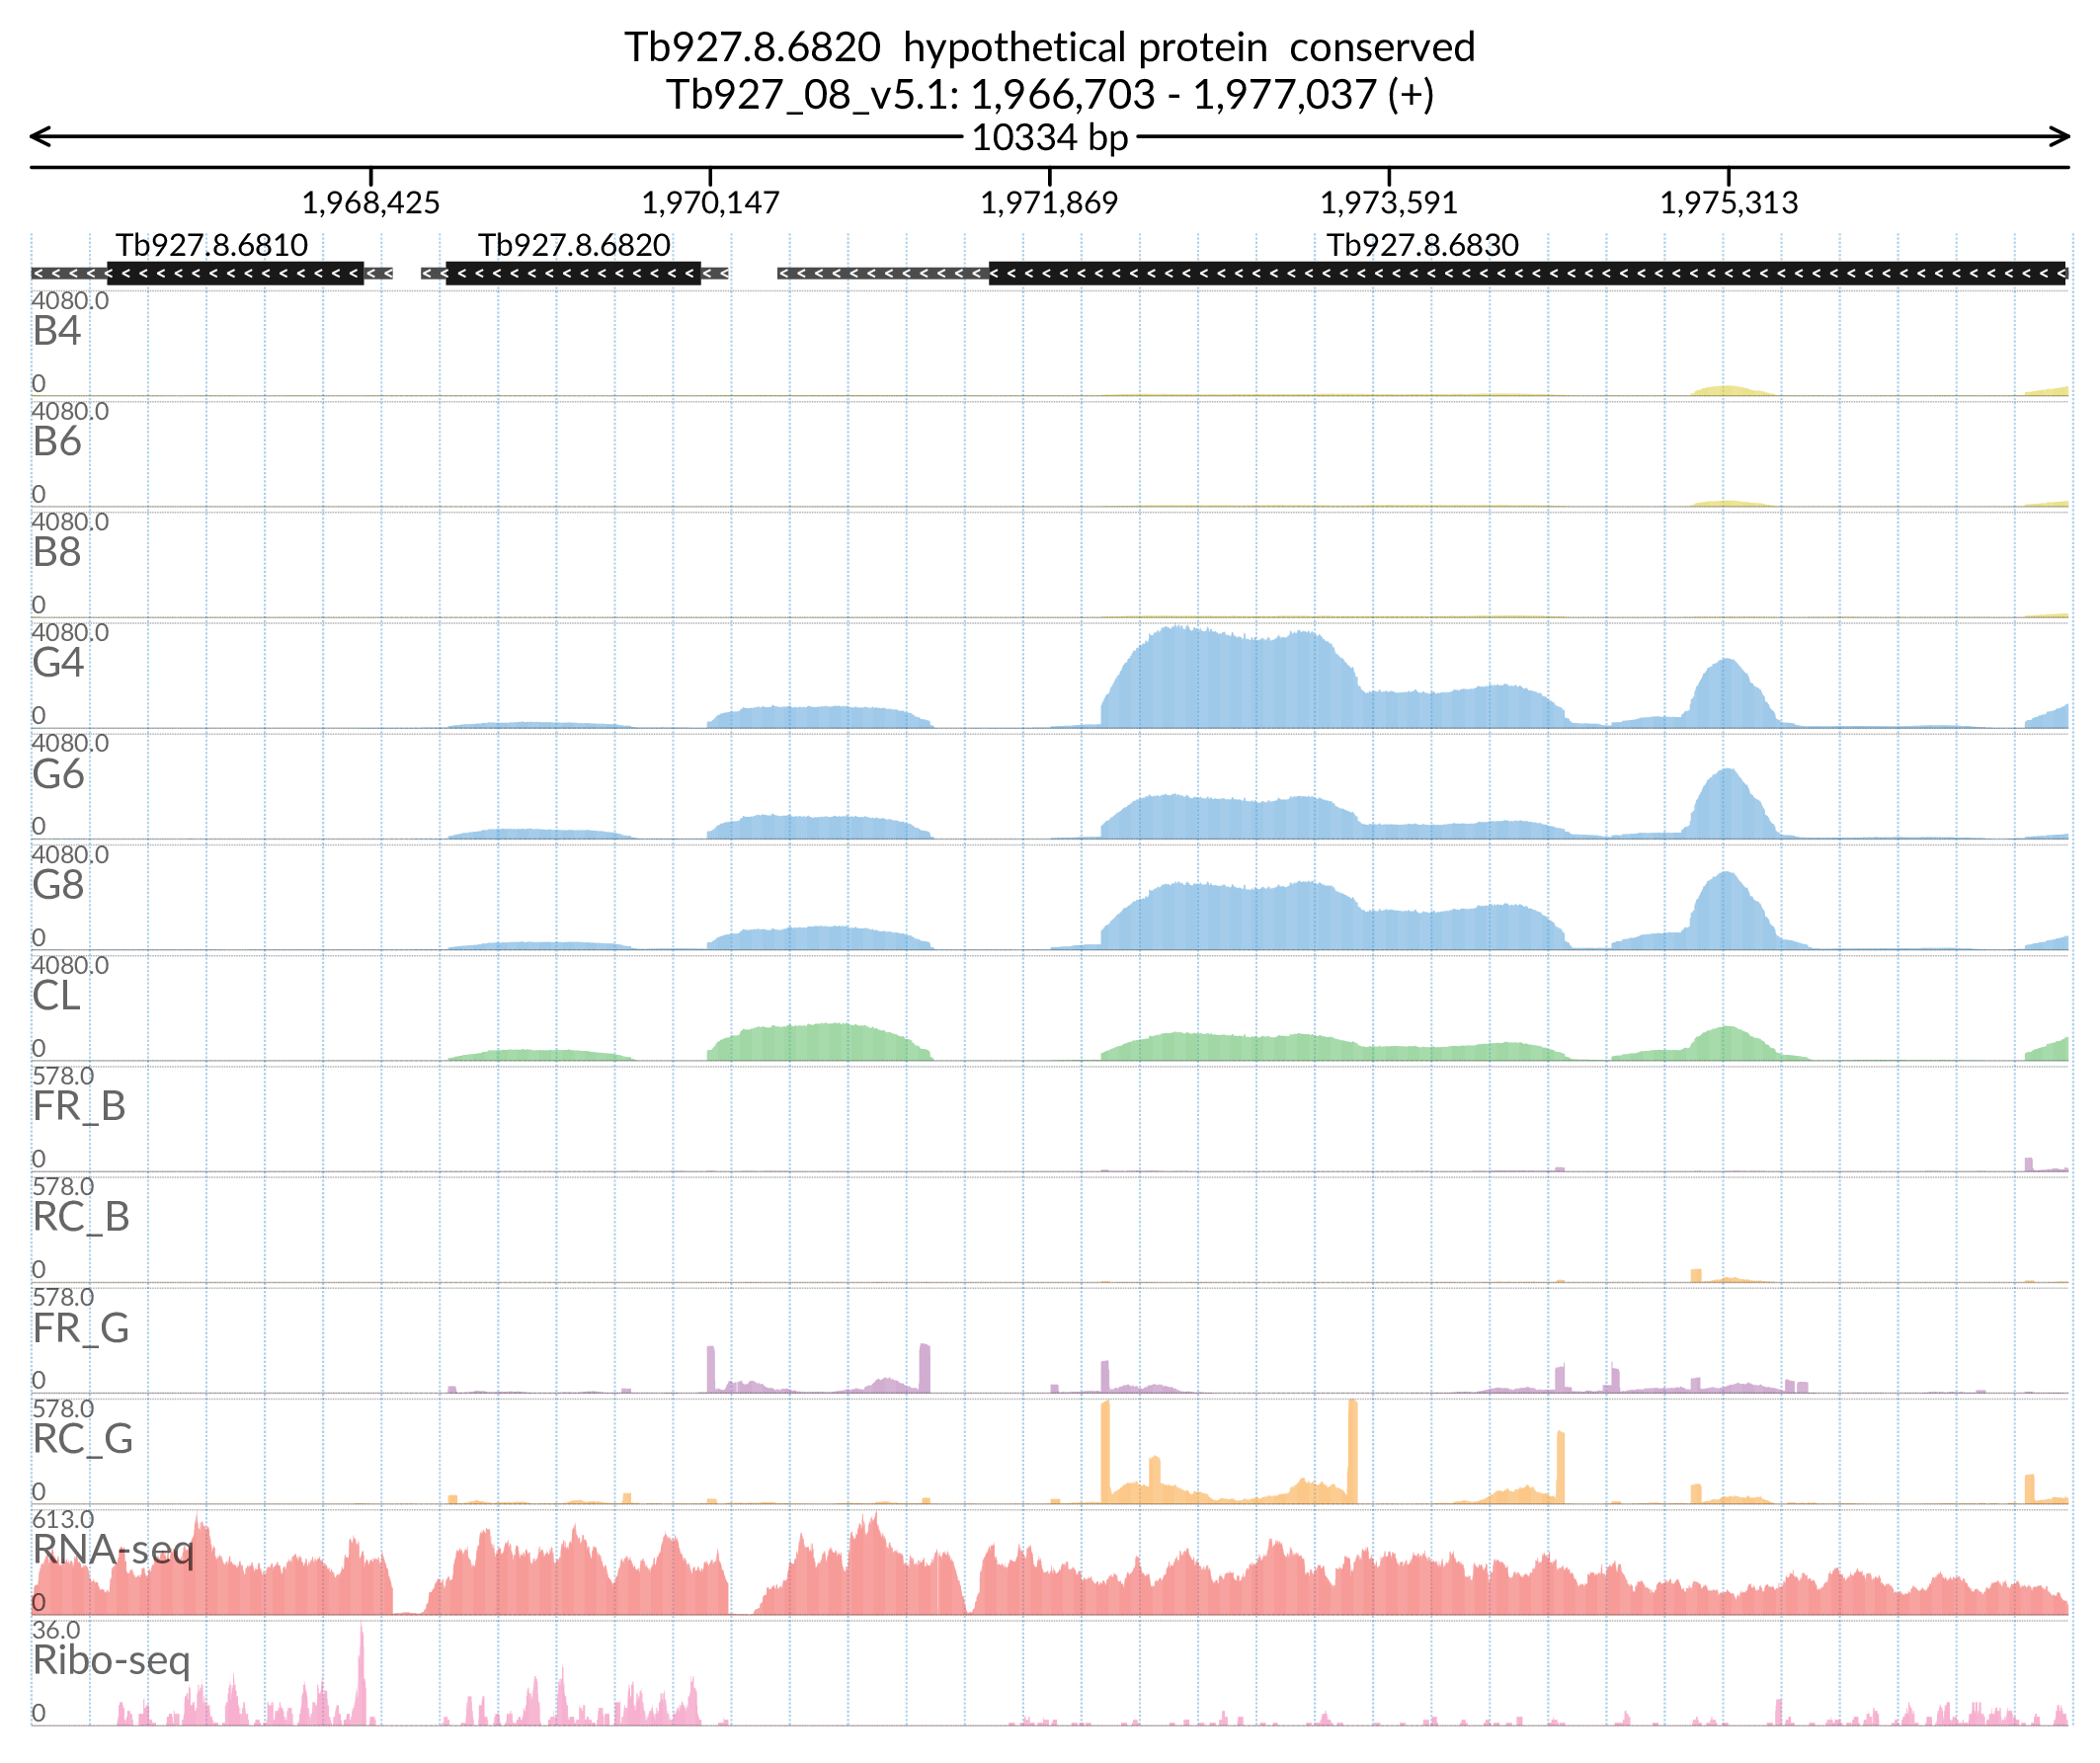 Tb927.8.6820  hypothetical protein  conserved
Tb927_08_v5.1: 1,966,703 - 1,977,037 (+)
10334 bp
1,968,425 1,970,147 1,971,869 1,973,591 1,975,313
Tb927.8.6810 Tb927.8.6820 Tb927.8.6830
4080.0
B4
0
4080.0
B6
0
4080.0
B8
0
4080.0
G4
0
4080.0
G6
0
4080.0
G8
0
4080.0
CL
0
578.0
FR_B
0
578.0
RC_B
0
578.0
FR_G
0
578.0
RC_G
0
613.0
RNA-seq
0
36.0
Ribo-seq
0